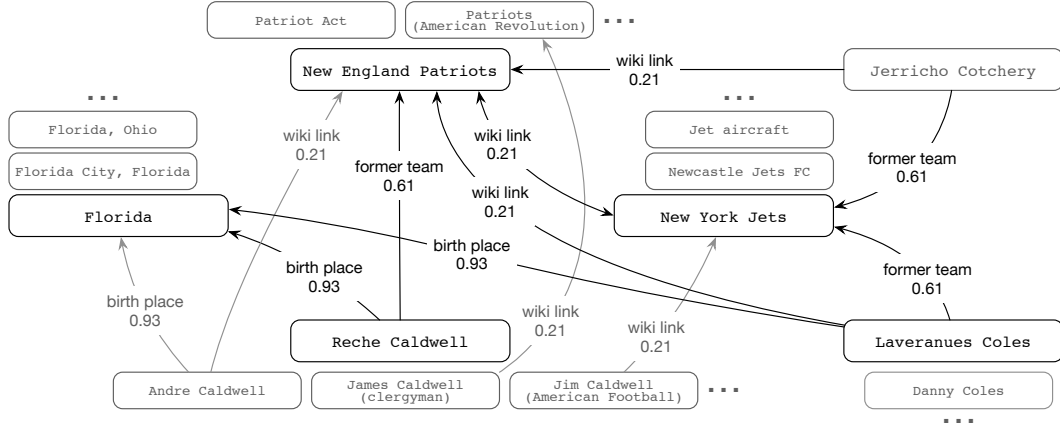 Patriot Act
Patriots
(American Revolution)
...
New England Patriots
wiki link
0.21
Jerricho Cotchery
...
...
Florida, Ohio
wiki link
0.21
wiki link
0.21
Jet aircraft
former team
0.61
former team
0.61
Florida City, Florida
Newcastle Jets FC
wiki link
0.21
Florida
New York Jets
birth place
0.93
birth place
0.93
former team
0.61
birth place
0.93
wiki link
0.21
wiki link
0.21
Reche Caldwell
Laveranues Coles
Andre Caldwell
James Caldwell
(clergyman)
Jim Caldwell
(American Football)
...
Danny Coles
...